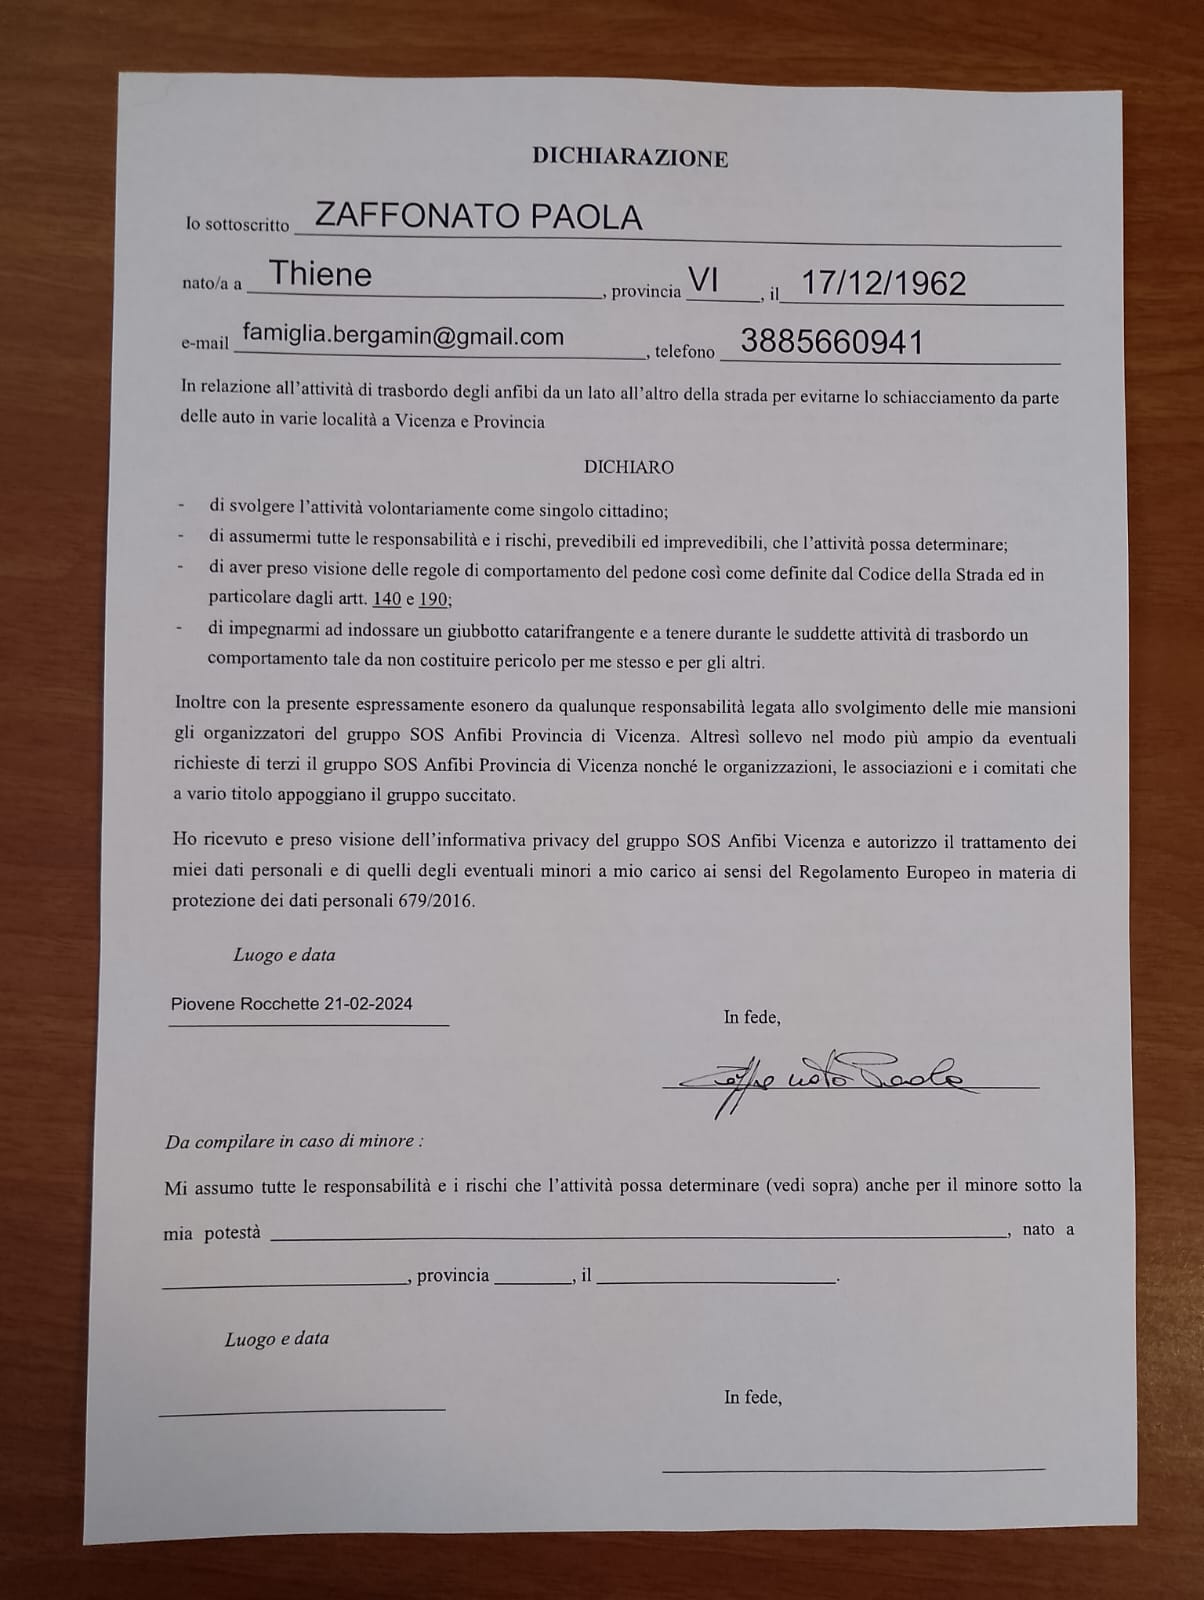 DICHIARAZIONE
Io sottoscritto ZAFFONATO PAOLA
nato/a a Thiene, provincia VI, il 17/12/1962
e-mail famiglia.bergamin@gmail.com, telefono 3885660941
In relazione all'attività di trasbordo degli anfibi da un lato all'altro della strada per evitarne lo schiacciamento da parte
delle auto in varie località a Vicenza e Provincia
DICHIARO
- di svolgere l'attività volontariamente come singolo cittadino;
- di assumermi tutte le responsabilità e i rischi, prevedibili ed imprevedibili, che l'attività possa determinare;
- di aver preso visione delle regole di comportamento del pedone così come definite dal Codice della Strada ed in
particolare dagli artt. 140 e 190;
- di impegnarmi ad indossare un giubbotto catarifrangente e a tenere durante le suddette attività di trasbordo un
comportamento tale da non costituire pericolo per me stesso e per gli altri.
Inoltre con la presente espressamente esonero da qualunque responsabilità legata allo svolgimento delle mie mansioni
gli organizzatori del gruppo SOS Anfibi Provincia di Vicenza. Altresì sollevo nel modo più ampio da eventuali
richieste di terzi il gruppo SOS Anfibi Provincia di Vicenza nonché le organizzazioni, le associazioni e i comitati che
a vario titolo appoggiano il gruppo succitato.
Ho ricevuto e preso visione dell'informativa privacy del gruppo SOS Anfibi Vicenza e autorizzo il trattamento dei
miei dati personali e di quelli degli eventuali minori a mio carico ai sensi del Regolamento Europeo in materia di
protezione dei dati personali 679/2016.
Luogo e data
Piovene Rocchette 21-02-2024
In fede,
Zaffonato Paola
Da compilare in caso di minore :
Mi assumo tutte le responsabilità e i rischi che l'attività possa determinare (vedi sopra) anche per il minore sotto la
mia potestà , nato a
, provincia , il .
Luogo e data
In fede,